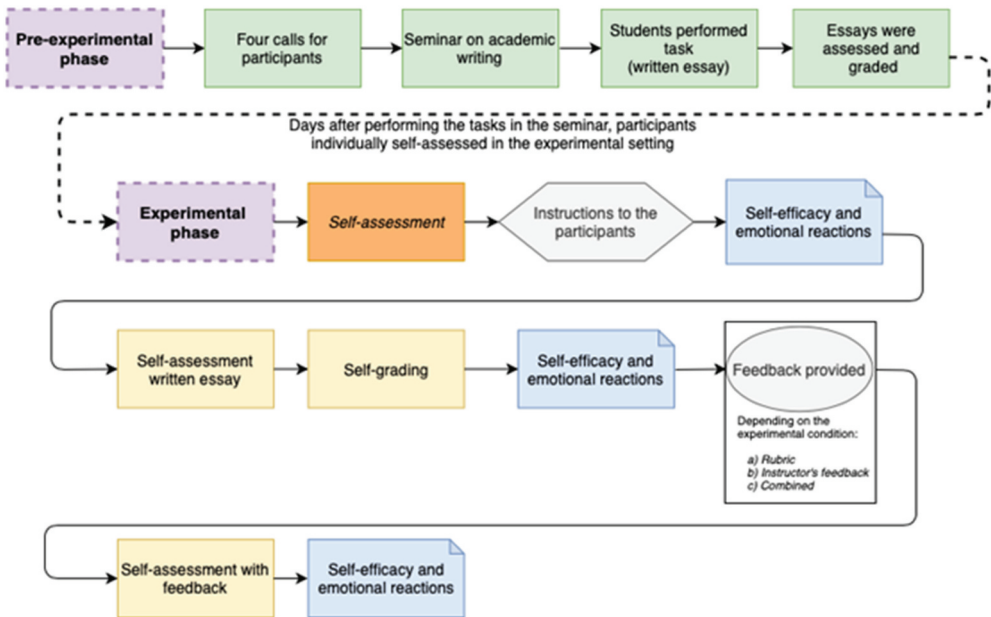 Pre-experimental
phase
Four calls for
participants
Seminar on academic
writing
Students performed
task
(written essay)
Essays were
assessed and
graded
Days after performing the tasks in the seminar, participants
individually self-assessed in the experimental setting
Experimental
phase
Self-assessment
Instructions to the
participants
Self-efficacy and
emotional reactions
Self-assessment
written essay
Self-grading
Self-efficacy and
emotional reactions
Feedback provided
Depending on the
experimental condition:
a) Rubric
b) Instructor's feedback
c) Combined
Self-assessment with
feedback
Self-efficacy and
emotional reactions